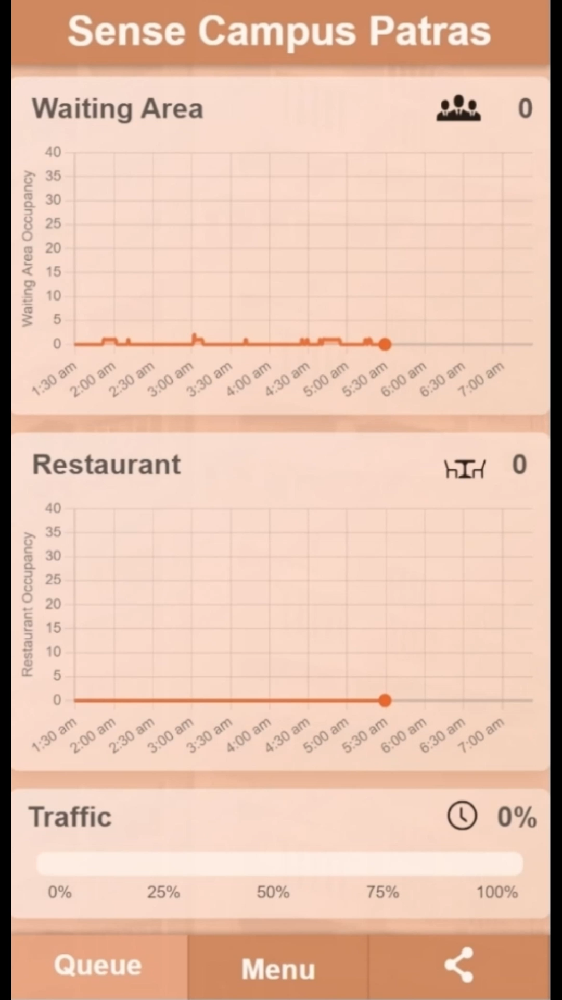 Sense Campus Patras
Waiting Area
0
Waiting Area Occupancy
40
35
30
25
20
15
10
5
0
1:30 am
2:00 am
2:30 am
3:00 am
3:30 am
4:00 am
4:30 am
5:00 am
5:30 am
6:00 am
6:30 am
7:00 am
Restaurant
0
Restaurant Occupancy
40
35
30
25
20
15
10
5
0
1:30 am
2:00 am
2:30 am
3:00 am
3:30 am
4:00 am
4:30 am
5:00 am
5:30 am
6:00 am
6:30 am
7:00 am
Traffic
0%
0%
25%
50%
75%
100%
Queue
Menu